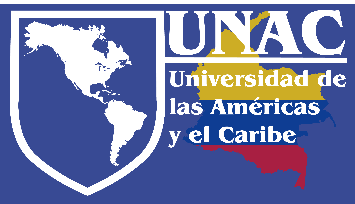 UNAC
Universidad de
las Américas
y el Caribe